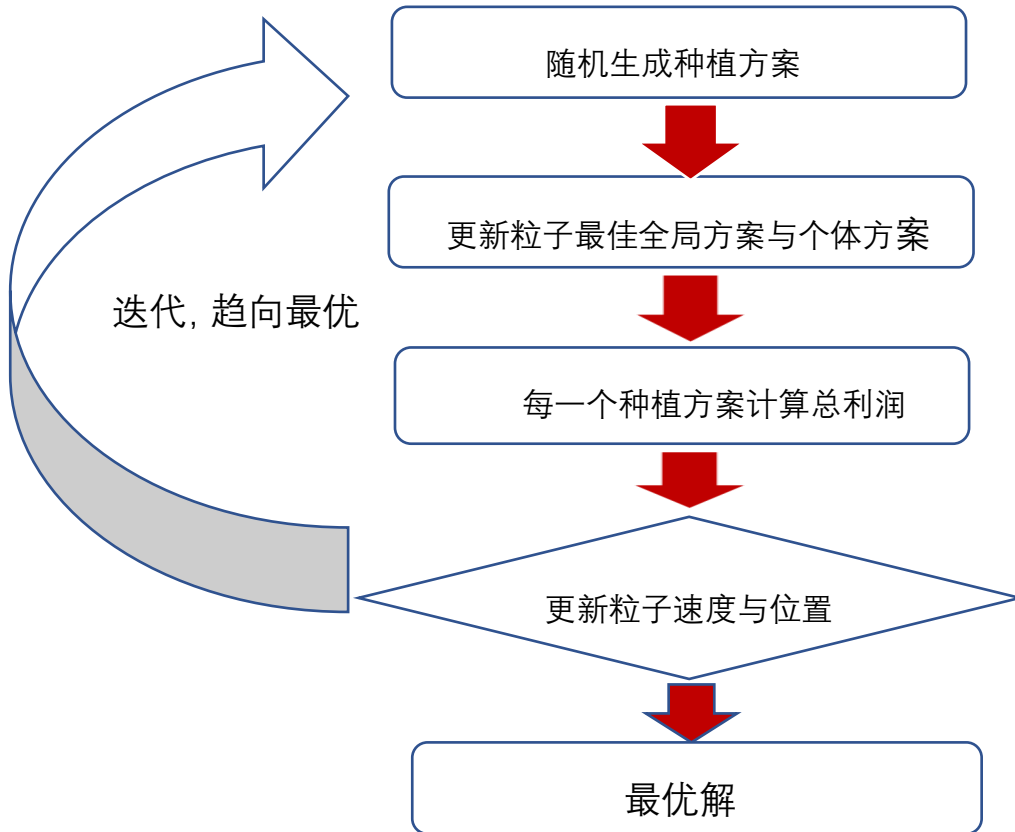 随机生成种植方案
更新粒子最佳全局方案与个体方案
迭代, 趋向最优
每一个种植方案计算总利润
更新粒子速度与位置
最优解